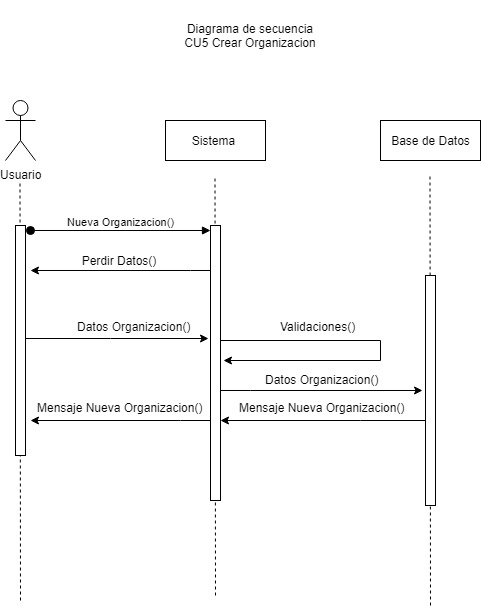 Diagrama de secuencia
CU5 Crear Organizacion
Usuario
Sistema
Base de Datos
Nueva Organizacion()
Perdir Datos()
Datos Organizacion()
Validaciones()
Datos Organizacion()
Mensaje Nueva Organizacion()
Mensaje Nueva Organizacion()